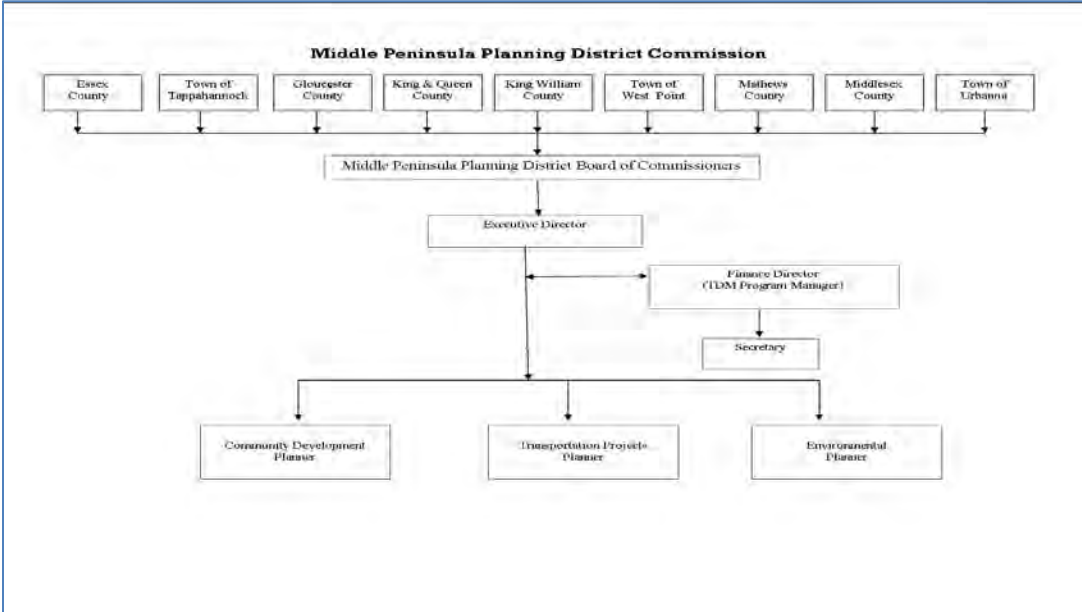 Middle Peninsula Planning District Commission
Essex
County
Town of
Tappahannock
Gloucester
County
King & Queen
County
King William
County
Town of
West Point
Mathews
County
Middlesex
County
Town of
Urbanna
Middle Peninsula Planning District Board of Commissioners
Executive Director
Finance Director
(TDM Program Manager)
Secretary
Community Development
Planner
Transportation Projects
Planner
Environmental
Planner